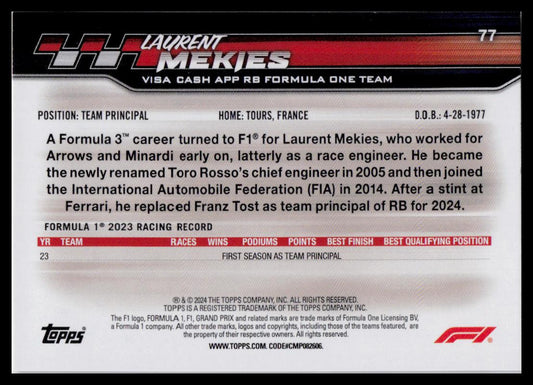 LAURENT
MEKIES
77
VISA CASH APP RB FORMULA ONE TEAM
POSITION: TEAM PRINCIPAL HOME: TOURS, FRANCE D.O.B.: 4-28-1977
A Formula 3™ career turned to F1® for Laurent Mekies, who worked for
Arrows and Minardi early on, latterly as a race engineer. He became
the newly renamed Toro Rosso's chief engineer in 2005 and then joined
the International Automobile Federation (FIA) in 2014. After a stint at
Ferrari, he replaced Franz Tost as team principal of RB for 2024.
FORMULA 1® 2023 RACING RECORD
YR TEAM RACES WINS PODIUMS POINTS BEST FINISH BEST QUALIFYING POSITION
23 FIRST SEASON AS TEAM PRINCIPAL
® & © 2024 THE TOPPS COMPANY, INC. ALL RIGHTS RESERVED.
TOPPS IS A REGISTERED TRADEMARK OF THE TOPPS COMPANY, INC.
The F1 logo, FORMULA 1, F1, GRAND PRIX and related marks are trade marks of Formula One Licensing BV,
a Formula 1 company. All other trade marks, logos and copyrights, including those of the teams featured, are
the property of their respective owners. All rights reserved.
WWW.TOPPS.COM. CODE#CMP082606.
TOPPS
F1